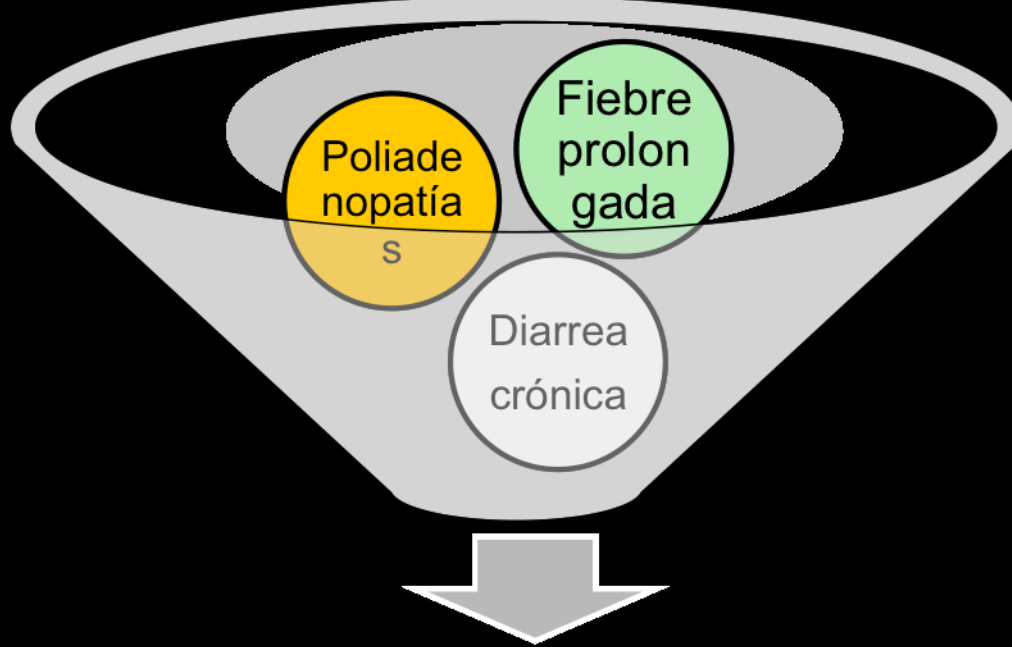 Poliade
nopatía
s
Fiebre
prolon
gada
Diarrea
crónica